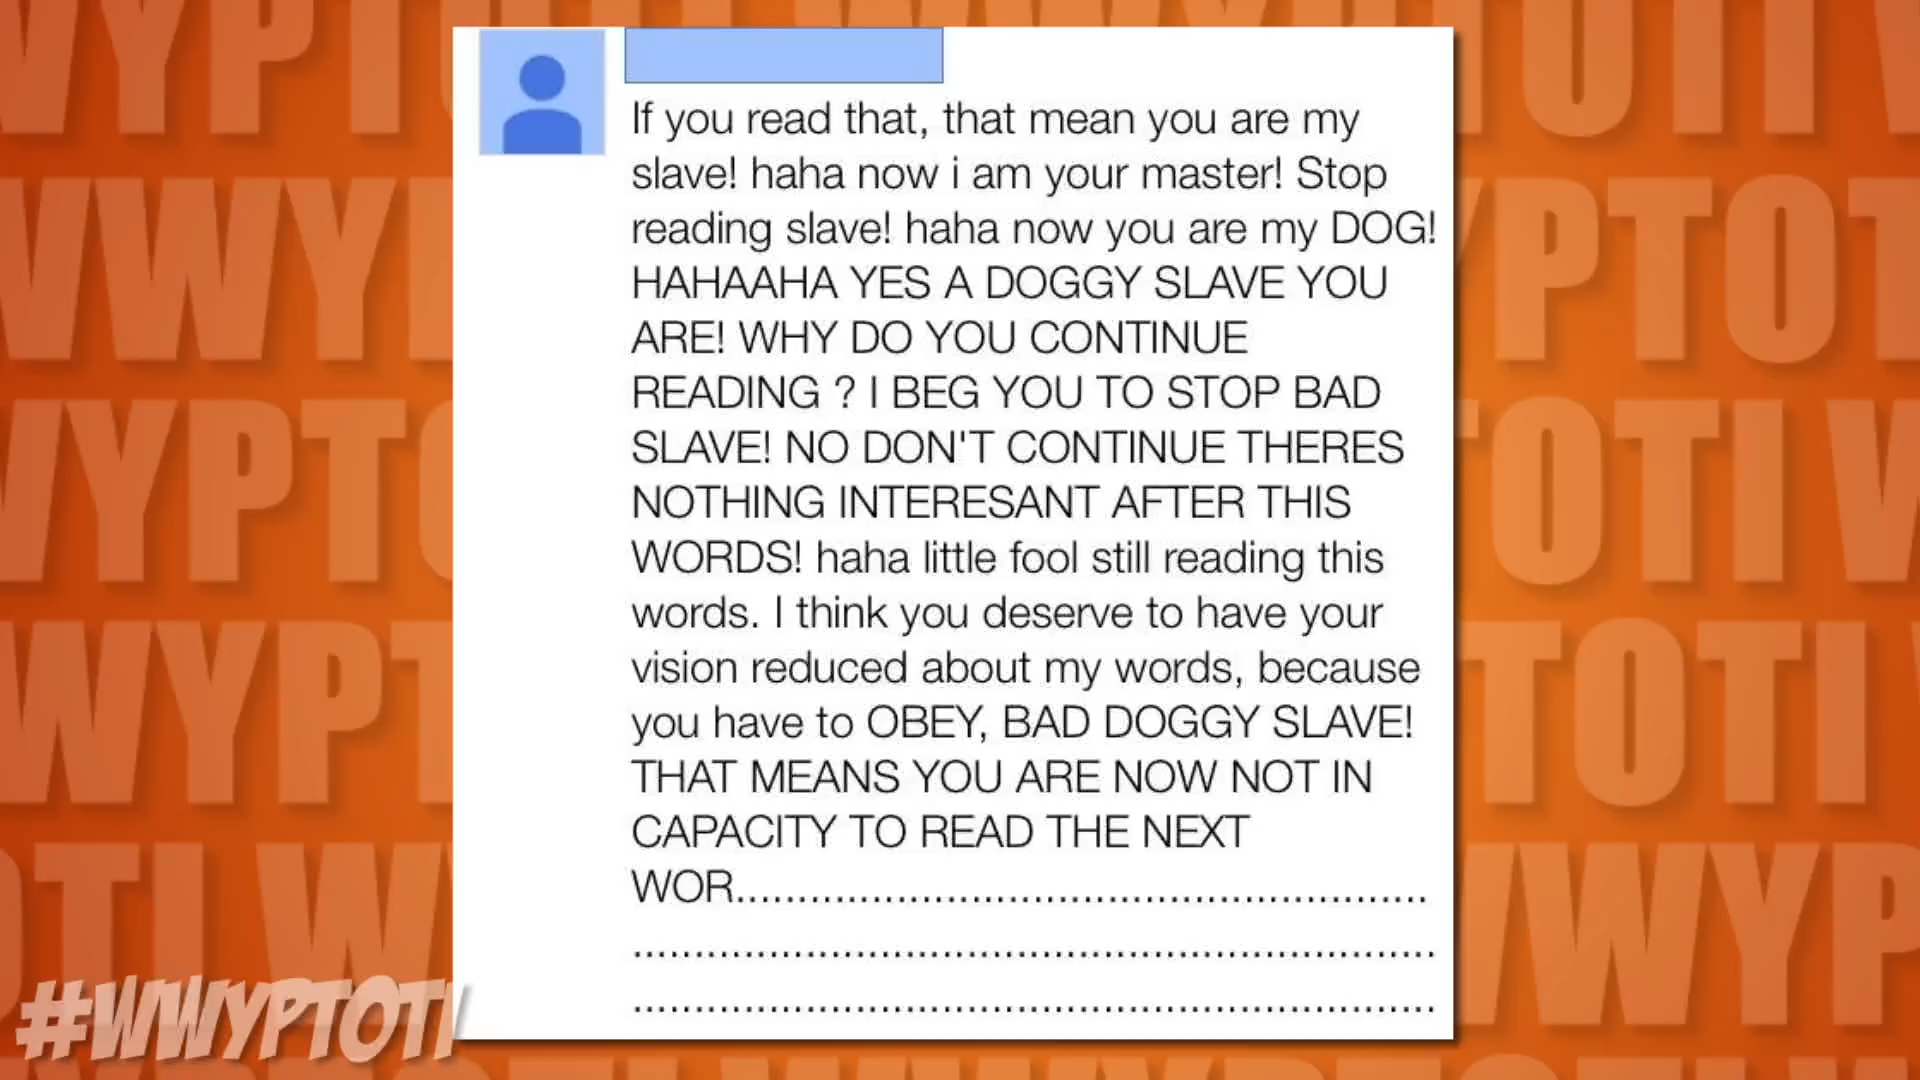 If you read that, that mean you are my
slave! haha now i am your master! Stop
reading slave! haha now you are my DOG!
HAHAAHA YES A DOGGY SLAVE YOU
ARE! WHY DO YOU CONTINUE
READING ? I BEG YOU TO STOP BAD
SLAVE! NO DON'T CONTINUE THERES
NOTHING INTERESANT AFTER THIS
WORDS! haha little fool still reading this
words. I think you deserve to have your
vision reduced about my words, because
you have to OBEY, BAD DOGGY SLAVE!
THAT MEANS YOU ARE NOW NOT IN
CAPACITY TO READ THE NEXT
WOR........................................................
.................................................................
.................................................................
#WWYPTOTI